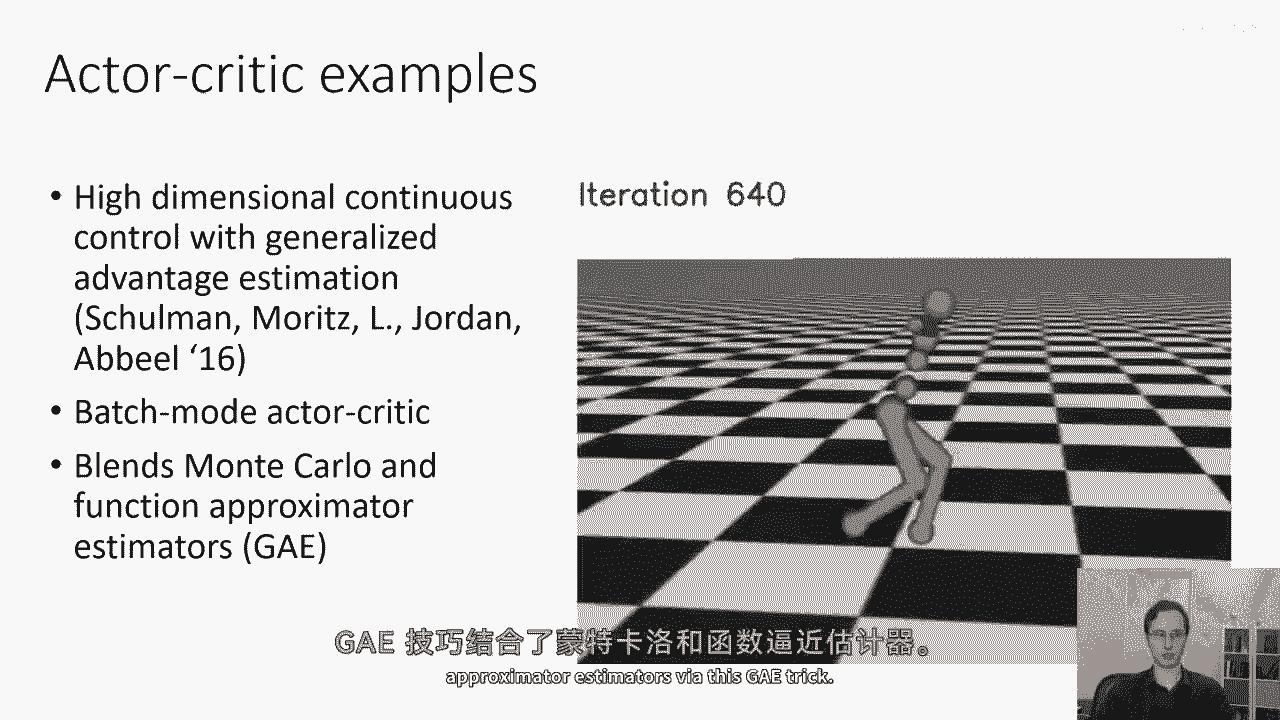 Actor-critic examples
• High dimensional continuous
control with generalized
advantage estimation
(Schulman, Moritz, L., Jordan,
Abbeel ‘16)
• Batch-mode actor-critic
• Blends Monte Carlo and
function approximator
estimators (GAE)
Iteration 640
GAE 技巧结合了蒙特卡洛和函数逼近估计器。
approximator estimators via this GAE trick.